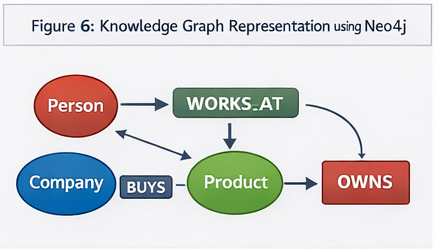 Figure 6: Knowledge Graph Representation using Neo4j
Person
WORKS_AT
Company
BUYS
Product
OWNS